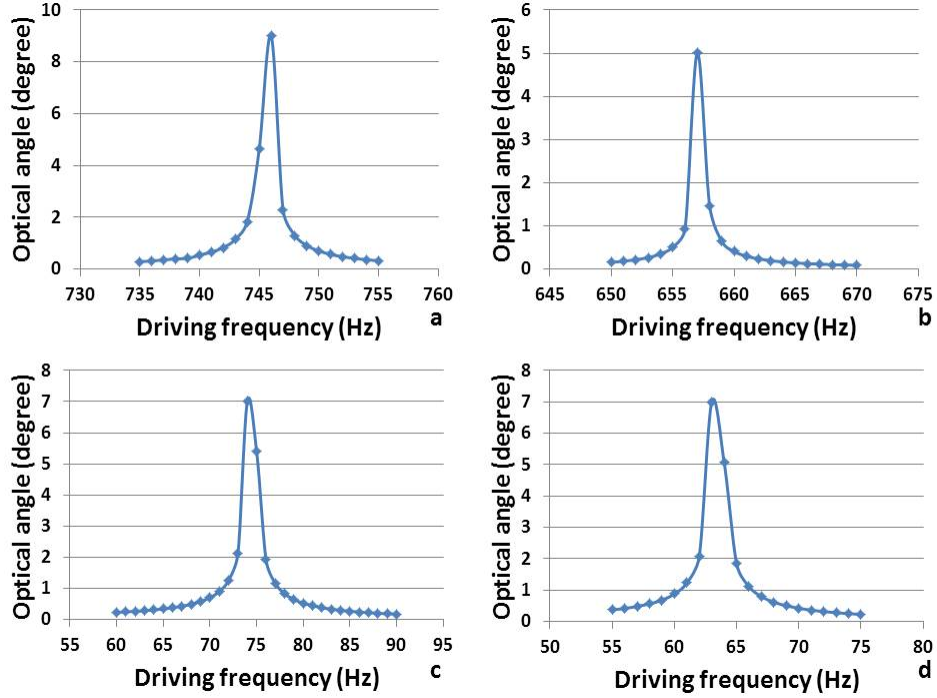 10
8
6
4
2
0
730 735 740 745 750 755 760
Optical angle (degree)
Driving frequency (Hz)
a
6
5
4
3
2
1
0
645 650 655 660 665 670 675
Optical angle (degree)
Driving frequency (Hz)
b
8
7
6
5
4
3
2
1
0
55 60 65 70 75 80 85 90 95
Optical angle (degree)
Driving frequency (Hz)
c
8
7
6
5
4
3
2
1
0
50 55 60 65 70 75 80
Optical angle (degree)
Driving frequency (Hz)
d